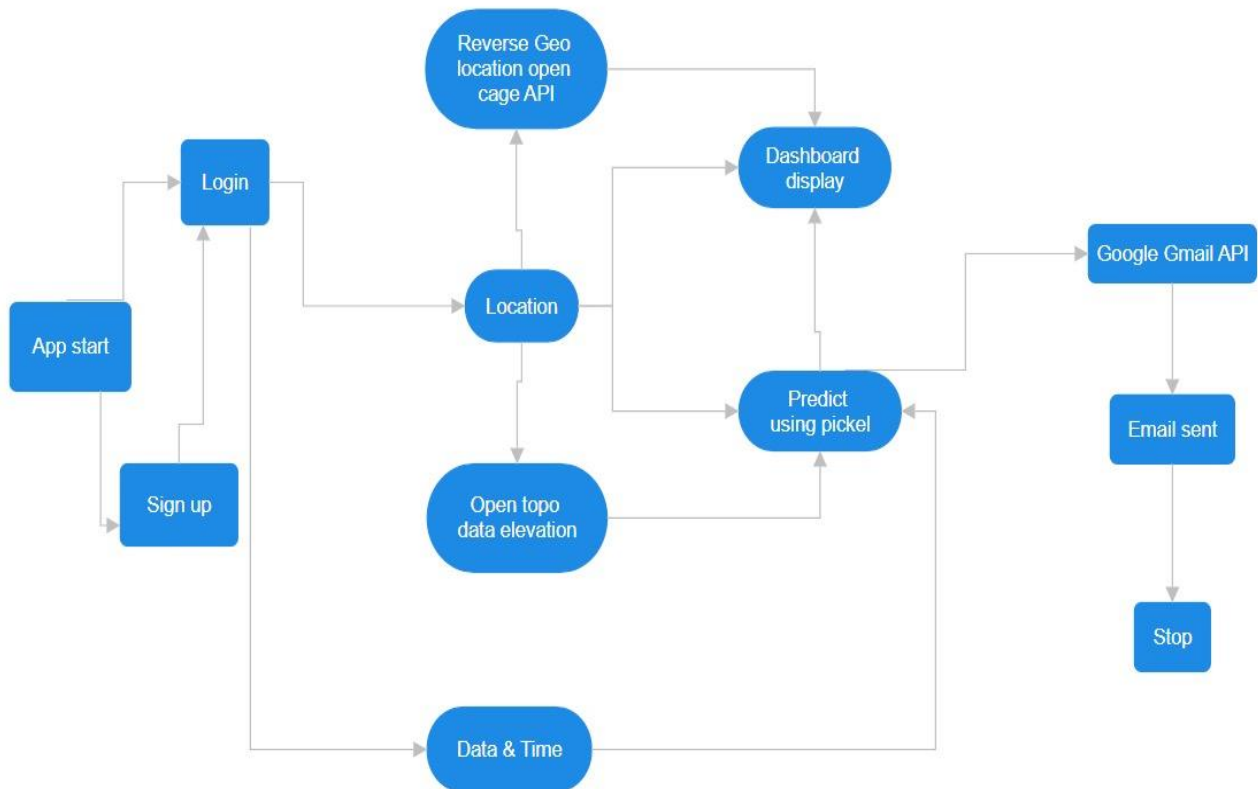 Reverse Geo
location open
cage API
Login
Dashboard
display
Google Gmail API
Location
App start
Predict
using pickel
Email sent
Sign up
Open topo
data elevation
Stop
Data & Time